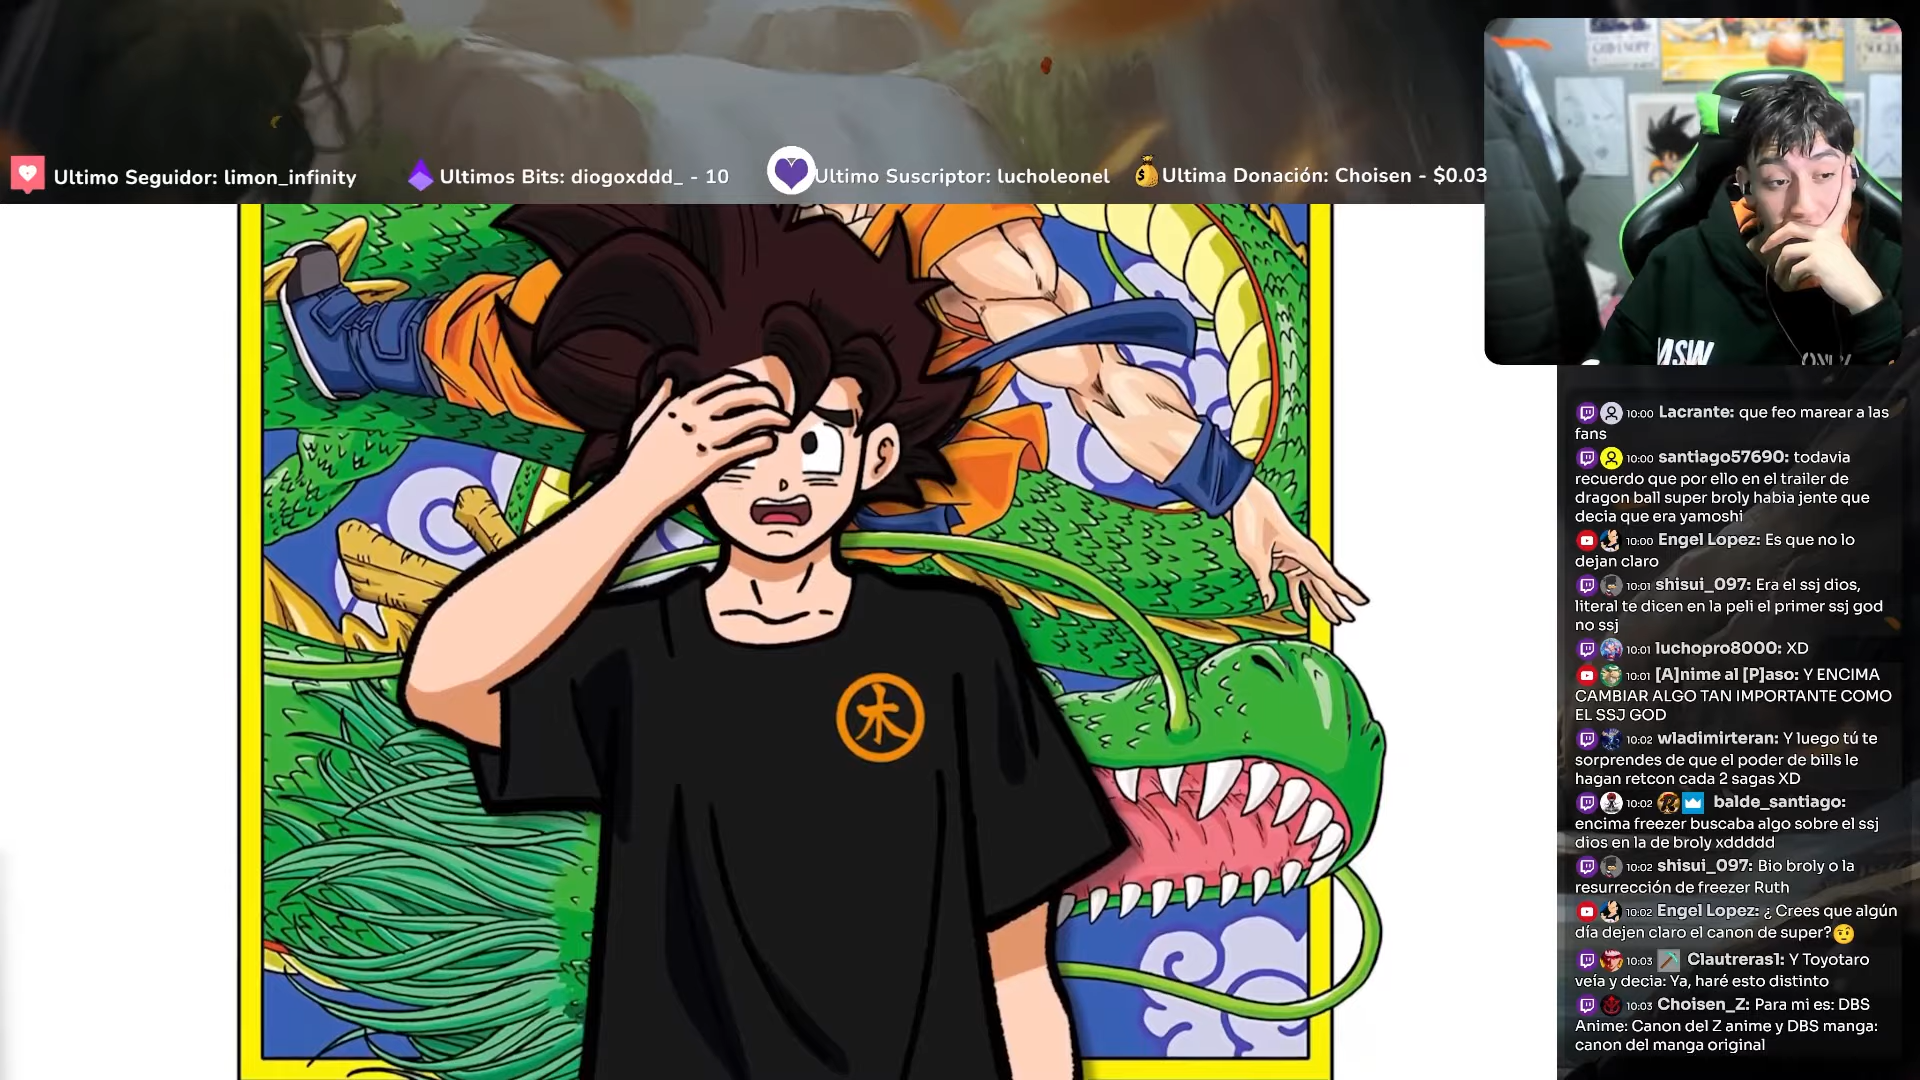 Ultimo Seguidor: limon_infinity
Ultimos Bits: diogoxddd_ - 10
Ultimo Suscriptor: lucholeonel
Ultima Donación: Choisen - $0.03
木
MSW
10:00 Lacrante: que feo marear a las
fans
10:00 santiago57690: todavia
recuerdo que por ello en el trailer de
dragon ball super broly habia jente que
decia que era yamoshi
10:00 Engel Lopez: Es que no lo
dejan claro
10:01 shisui_097: Era el ssj dios,
literal te dicen en la peli el primer ssj god
no ssj
10:01 luchopro8000: XD
10:01 [A]nime al [P]aso: Y ENCIMA
CAMBIAR ALGO TAN IMPORTANTE COMO
EL SSJ GOD
10:02 wladimirteran: Y luego tú te
sorprendes de que el poder de bills le
hagan retcon cada 2 sagas XD
10:02 balde_santiago:
encima freezer buscaba algo sobre el ssj
dios en la de broly xddddd
10:02 shisui_097: Bio broly o la
resurrección de freezer Ruth
10:02 Engel Lopez: ¿ Crees que algún
día dejen claro el canon de super?🤨
10:03 Clautreras1: Y Toyotaro
veía y decia: Ya, haré esto distinto
10:03 Choisen_Z: Para mi es: DBS
Anime: Canon del Z anime y DBS manga:
canon del manga original